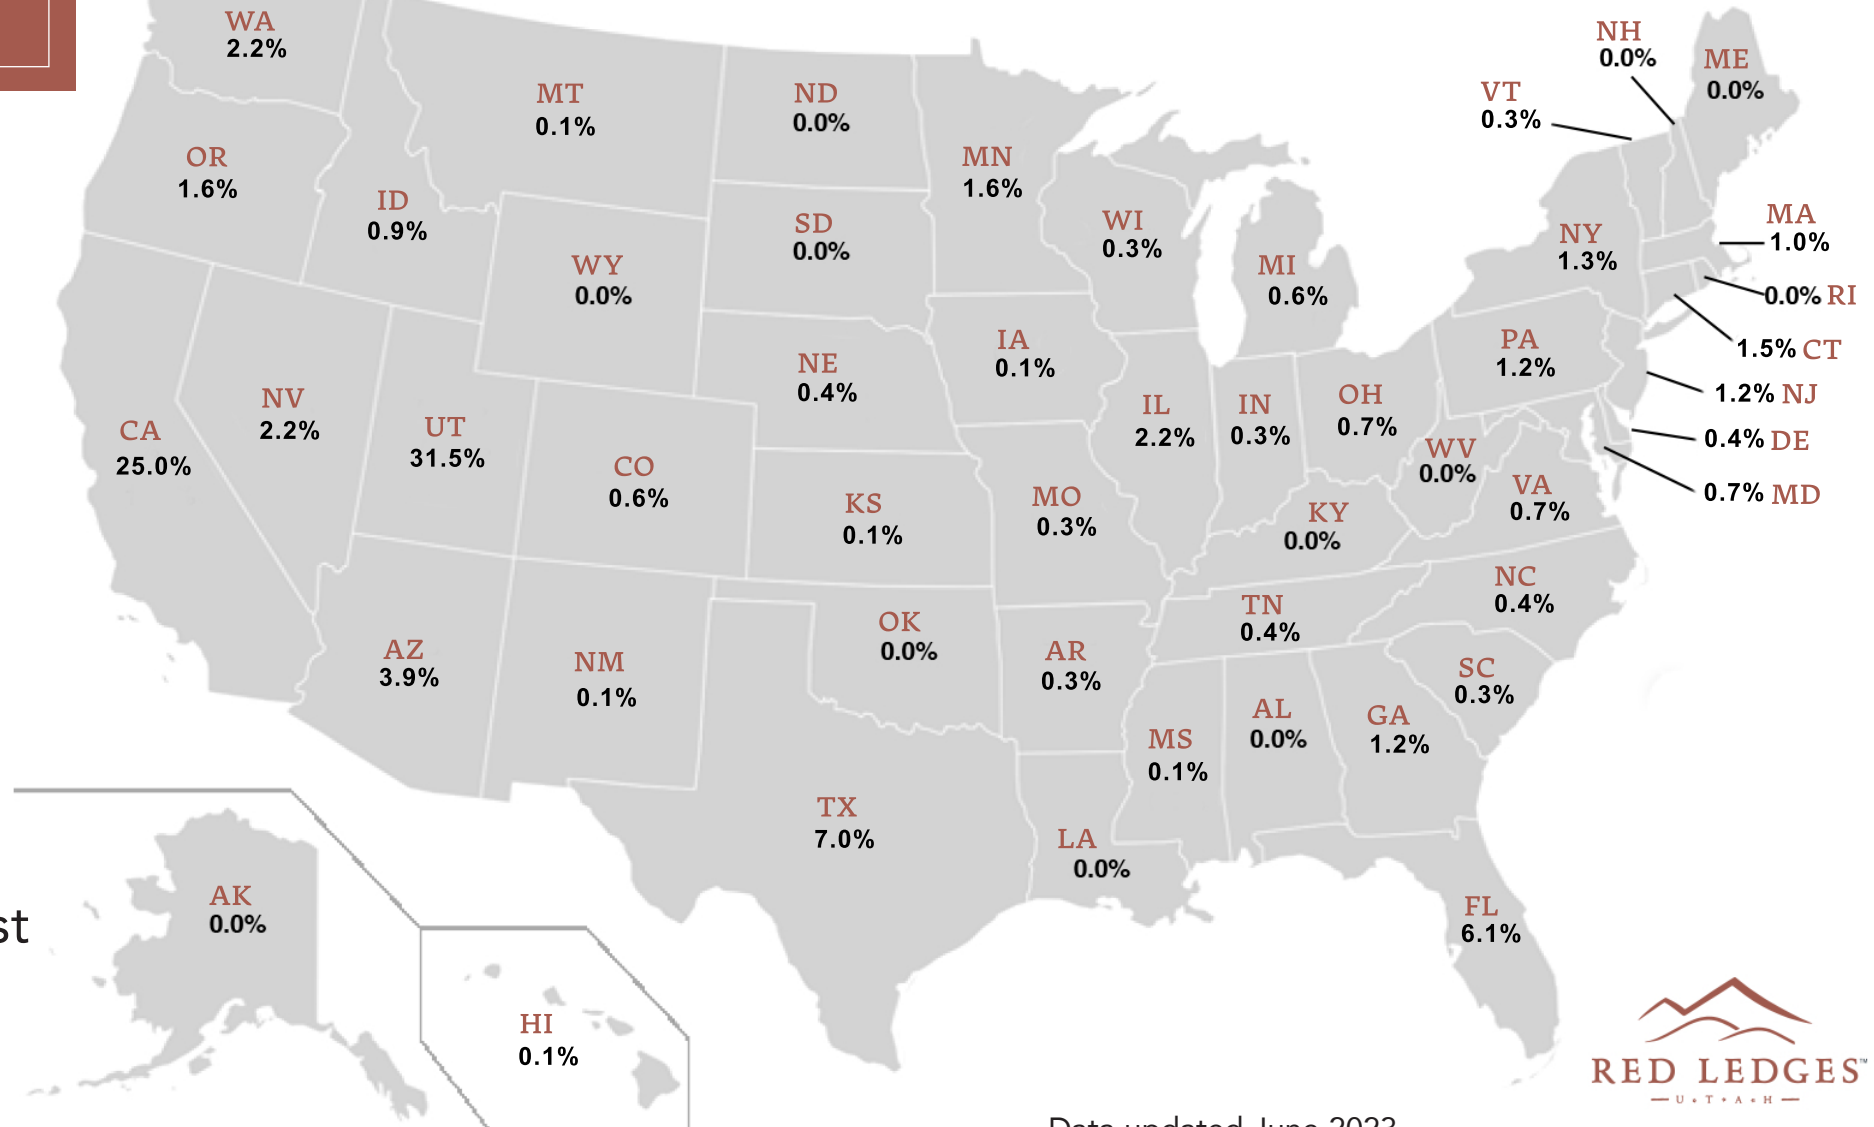 WA
2.2%
MT
0.1%
ND
0.0%
MN
1.6%
OR
1.6%
ID
0.9%
WY
0.0%
SD
0.0%
WI
0.3%
MI
0.6%
NH
0.0%
ME
0.0%
VT
0.3%
NY
1.3%
MA
1.0%
0.0% RI
1.5% CT
1.2% NJ
0.4% DE
0.7% MD
PA
1.2%
CA
25.0%
NV
2.2%
UT
31.5%
CO
0.6%
NE
0.4%
IA
0.1%
IL
2.2%
IN
0.3%
OH
0.7%
WV
0.0%
VA
0.7%
KS
0.1%
MO
0.3%
KY
0.0%
NC
0.4%
TN
0.4%
SC
0.3%
AZ
3.9%
NM
0.1%
OK
0.0%
AR
0.3%
MS
0.1%
AL
0.0%
GA
1.2%
TX
7.0%
LA
0.0%
FL
6.1%
AK
0.0%
st
HI
0.1%
RED LEDGES™
U•T•A•H
Data updated June 2023